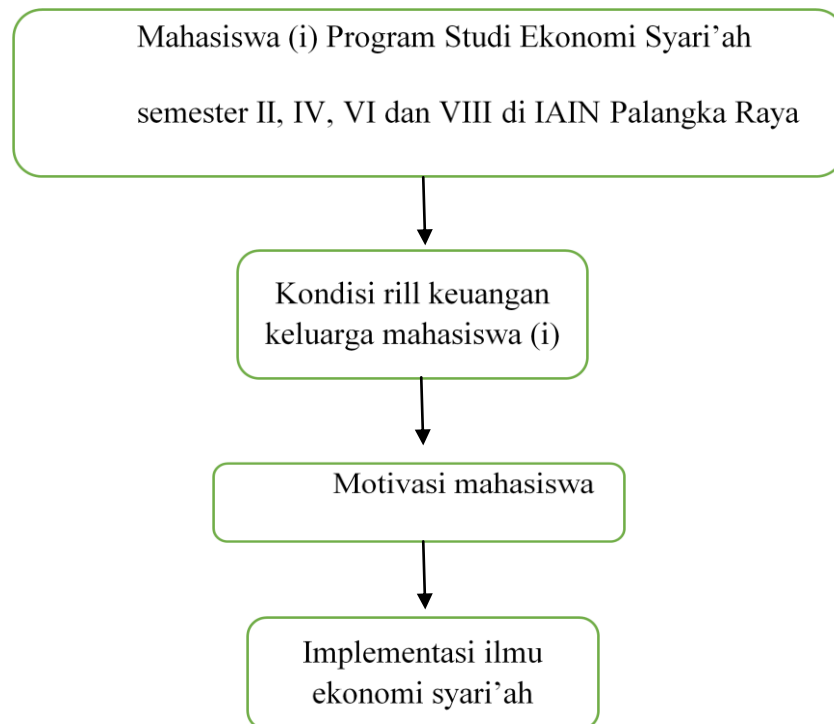 Mahasiswa (i) Program Studi Ekonomi Syari’ah
semester II, IV, VI dan VIII di IAIN Palangka Raya
Kondisi rill keuangan
keluarga mahasiswa (i)
Motivasi mahasiswa
Implementasi ilmu
ekonomi syari’ah